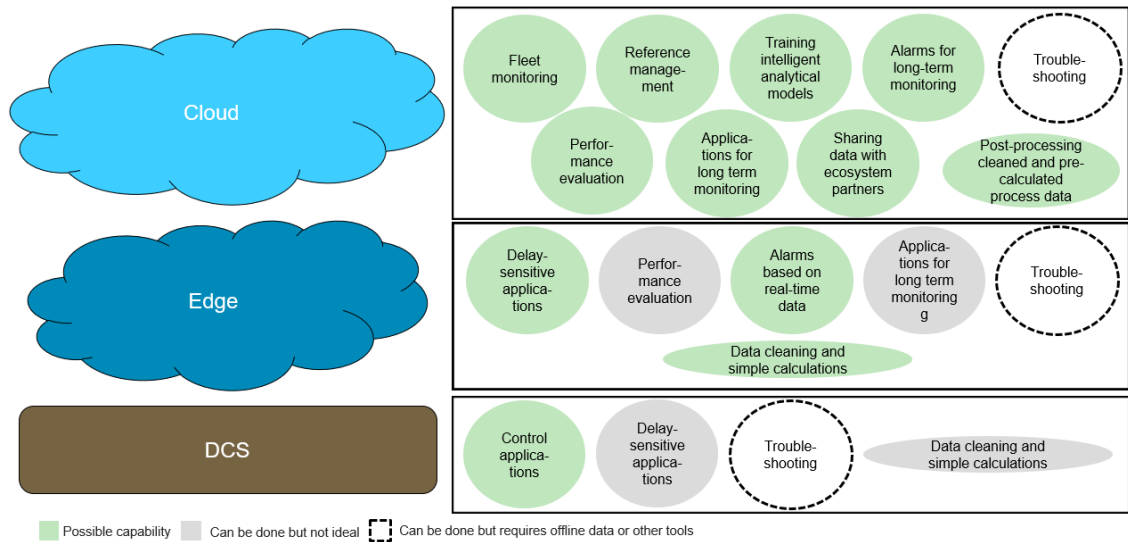 Cloud
Fleet
monitoring
Reference
manage-
ment
Training
intelligent
analytical
models
Alarms for
long-term
monitoring
Trouble-
shooting
Perfor-
mance
evaluation
Applica-
tions for
long term
monitoring
Sharing
data with
ecosystem
partners
Post-processing
cleaned and pre-
calculated
process data
Edge
Delay-
sensitive
applica-
tions
Perfor-
mance
evaluation
Alarms
based on
real-time
data
Applica-
tions for
long term
monitorin
g
Trouble-
shooting
Data cleaning and
simple calculations
DCS
Control
applica-
tions
Delay-
sensitive
applica-
tions
Trouble-
shooting
Data cleaning and
simple calculations
Possible capability
Can be done but not ideal
Can be done but requires offline data or other tools